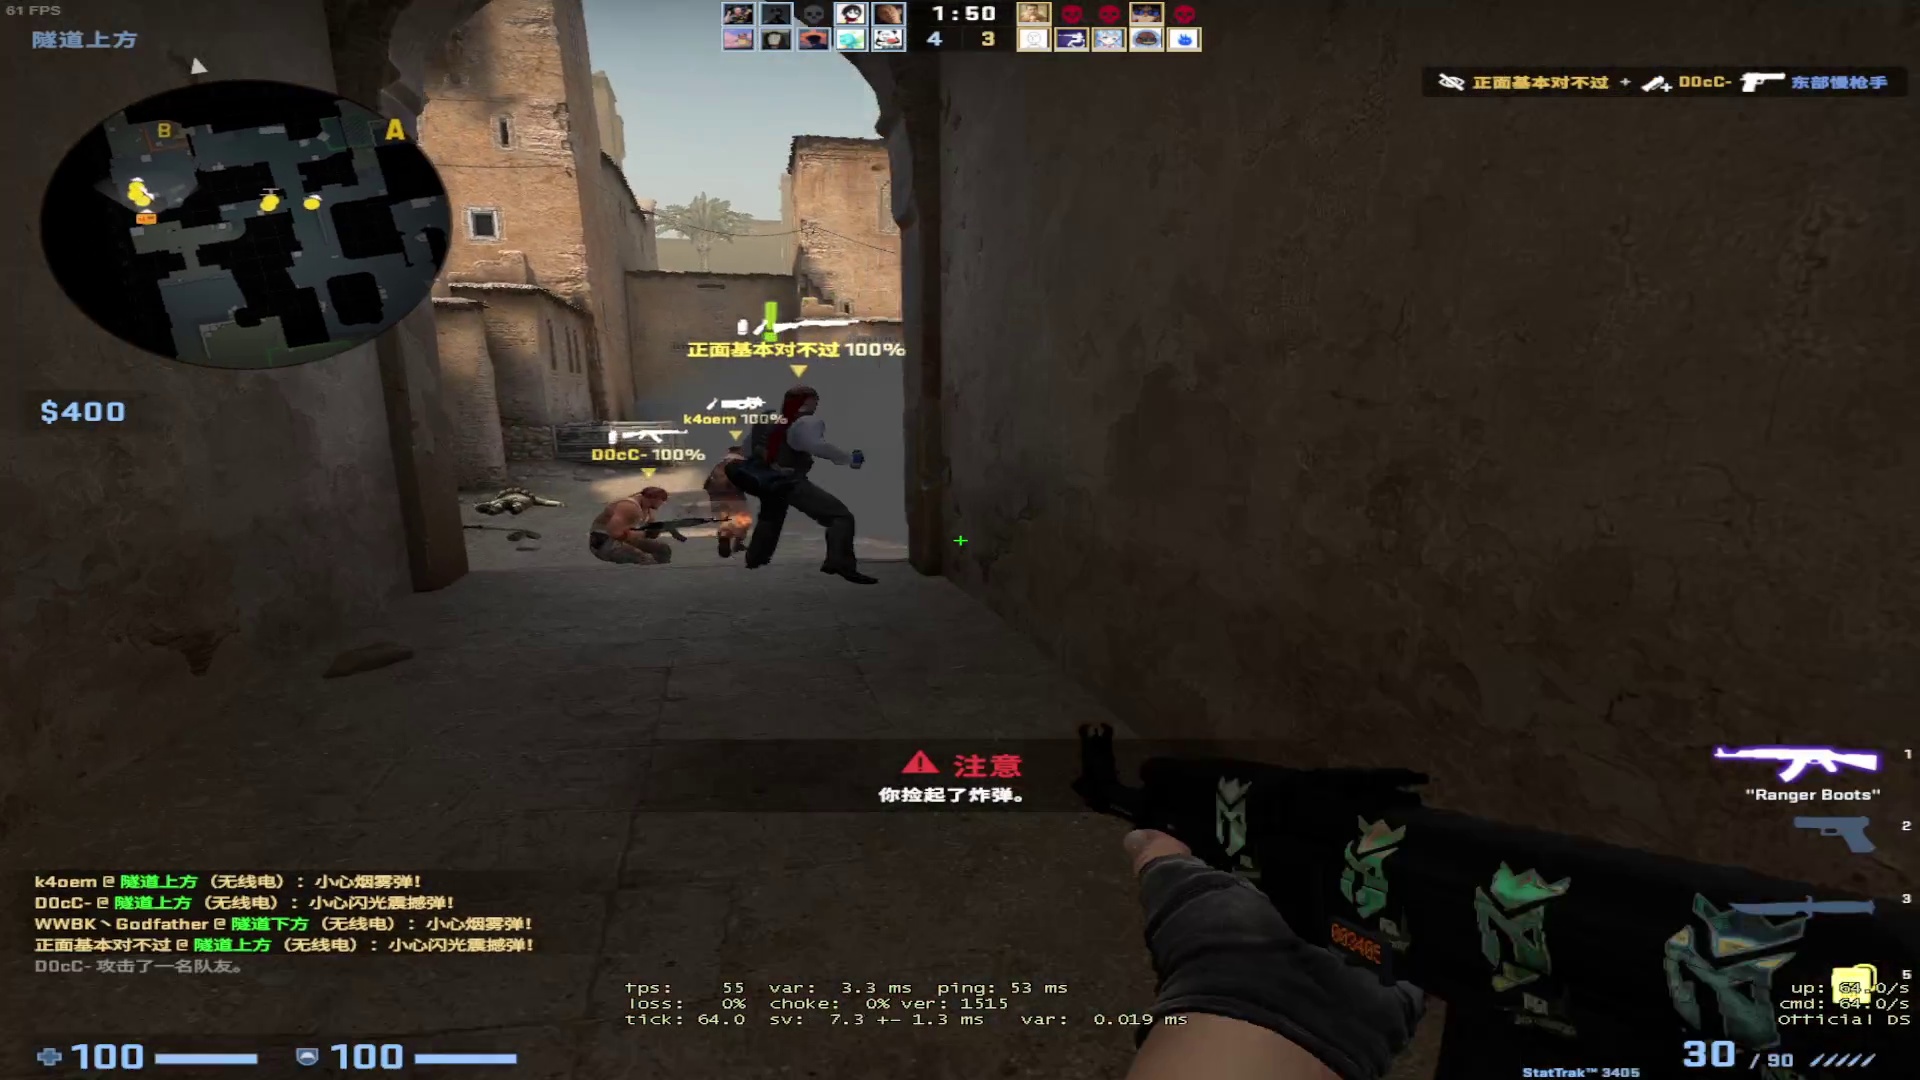 61 FPS
隧道上方
B
A
1:50
4 3
正面基本对不过 + D0cC- 东部慢枪手
$400
正面基本对不过 100%
k4oem 100%
D0cC- 100%
注意
你捡起了炸弹。
1
"Ranger Boots"
2
3
5
k4oem @ 隧道上方 (无线电): 小心烟雾弹!
D0cC- @ 隧道上方 (无线电): 小心闪光震撼弹!
WWBK丶Godfather @ 隧道下方 (无线电): 小心烟雾弹!
正面基本对不过 @ 隧道上方 (无线电): 小心闪光震撼弹!
D0cC- 攻击了一名队友。
003405
tps: 55 var: 3.3 ms ping: 53 ms
loss: 0% choke: 0% ver: 1515
tick: 64.0 sv: 7.3 +- 1.3 ms var: 0.019 ms
up: 64.0/s
cmd: 64.0/s
Official DS
100 100
30 / 90
StatTrak™ 3405